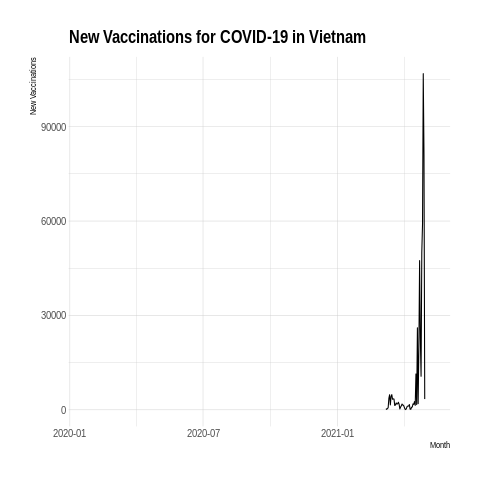 New Vaccinations for COVID-19 in Vietnam
New Vaccinations
90000
60000
30000
0
2020-01
2020-07
2021-01
Month